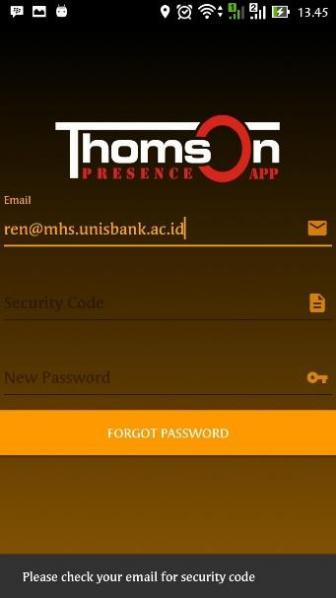 13.45
ThomsOn
PRESENCE APP
Email
ren@mhs.unisbank.ac.id
Security Code
New Password
FORGOT PASSWORD
Please check your email for security code